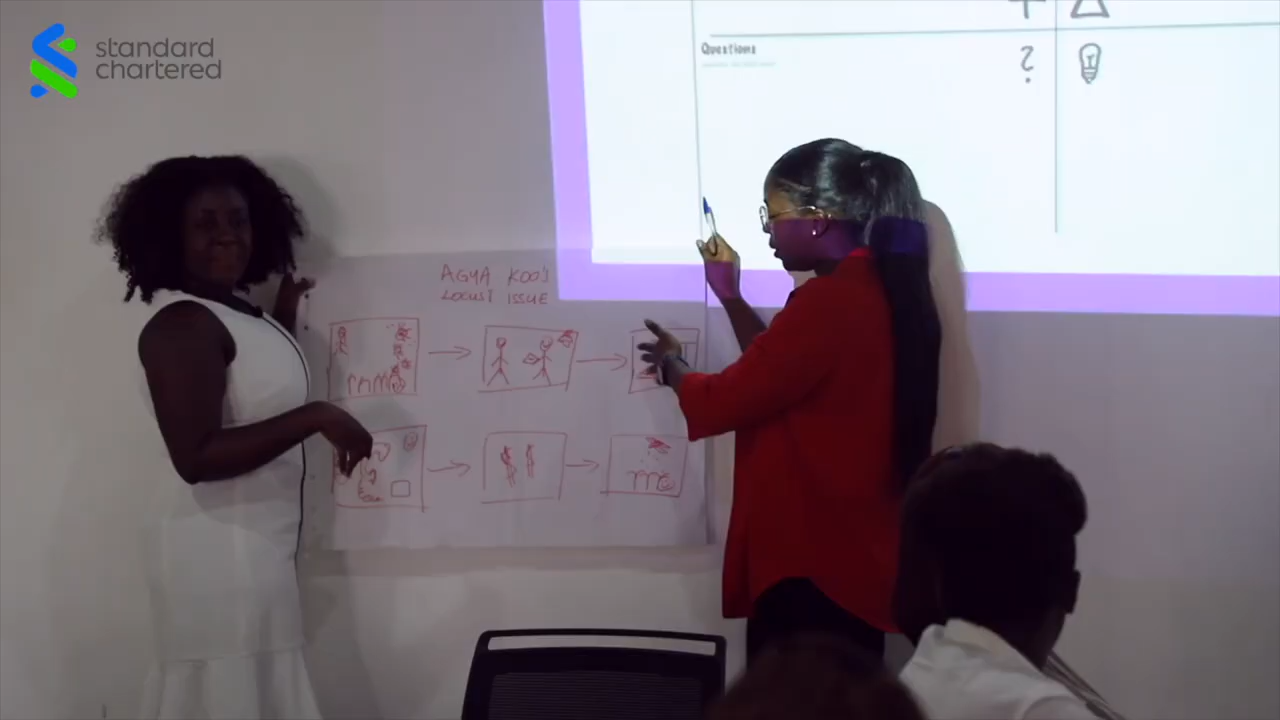 standard
chartered
Questions
?
AGYA KOO'S
LOCUST ISSUE